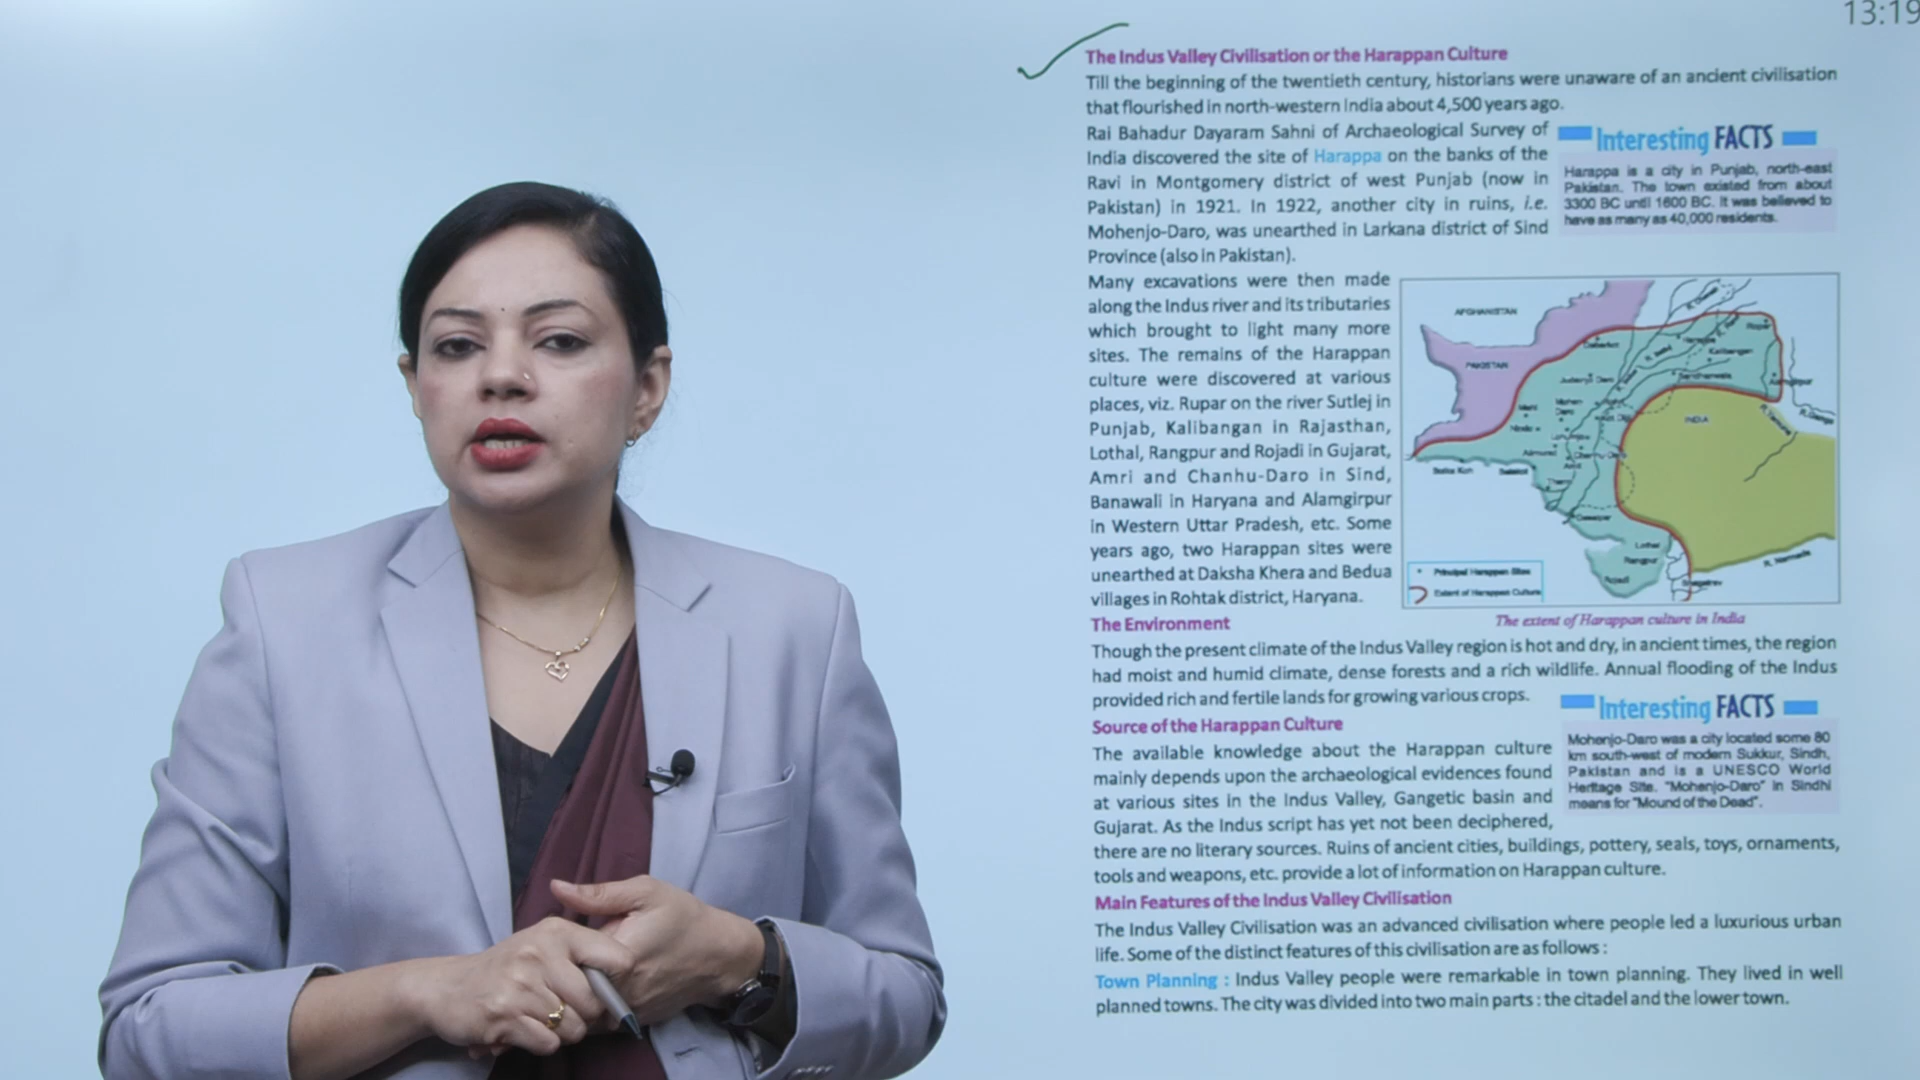 13:19
The Indus Valley Civilisation or the Harappan Culture
Till the beginning of the twentieth century, historians were unaware of an ancient civilisation
that flourished in north-western India about 4,500 years ago.
Rai Bahadur Dayaram Sahni of Archaeological Survey of
India discovered the site of Harappa on the banks of the
Ravi in Montgomery district of west Punjab (now in
Pakistan) in 1921. In 1922, another city in ruins, i.e.
Mohenjo-Daro, was unearthed in Larkana district of Sind
Province (also in Pakistan).
Interesting FACTS
Harappa is a city in Punjab, north-east
Pakistan. The town existed from about
3300 BC until 1600 BC. It was believed to
have as many as 40,000 residents.
Many excavations were then made
along the Indus river and its tributaries
which brought to light many more
sites. The remains of the Harappan
culture were discovered at various
places, viz. Rupar on the river Sutlej in
Punjab, Kalibangan in Rajasthan,
Lothal, Rangpur and Rojadi in Gujarat,
Amri and Chanhu-Daro in Sind,
Banawali in Haryana and Alamgirpur
in Western Uttar Pradesh, etc. Some
years ago, two Harappan sites were
unearthed at Daksha Khera and Bedua
villages in Rohtak district, Haryana.
AFGHANISTAN
PAKISTAN
Kalibangan
Alamgirpur
INDIA
R. Narmada
Lothal
Rangpur
Rojadi
Principal Harappan Sites
Extent of Harappan Culture
The extent of Harappan culture in India
The Environment
Though the present climate of the Indus Valley region is hot and dry, in ancient times, the region
had moist and humid climate, dense forests and a rich wildlife. Annual flooding of the Indus
provided rich and fertile lands for growing various crops.
Source of the Harappan Culture
The available knowledge about the Harappan culture
mainly depends upon the archaeological evidences found
at various sites in the Indus Valley, Gangetic basin and
Gujarat. As the Indus script has yet not been deciphered,
there are no literary sources. Ruins of ancient cities, buildings, pottery, seals, toys, ornaments,
tools and weapons, etc. provide a lot of information on Harappan culture.
Interesting FACTS
Mohenjo-Daro was a city located some 80
km south-west of modern Sukkur, Sindh,
Pakistan and is a UNESCO World
Heritage Site. "Mohenjo-Daro" in Sindhi
means for "Mound of the Dead".
Main Features of the Indus Valley Civilisation
The Indus Valley Civilisation was an advanced civilisation where people led a luxurious urban
life. Some of the distinct features of this civilisation are as follows :
Town Planning : Indus Valley people were remarkable in town planning. They lived in well
planned towns. The city was divided into two main parts : the citadel and the lower town.